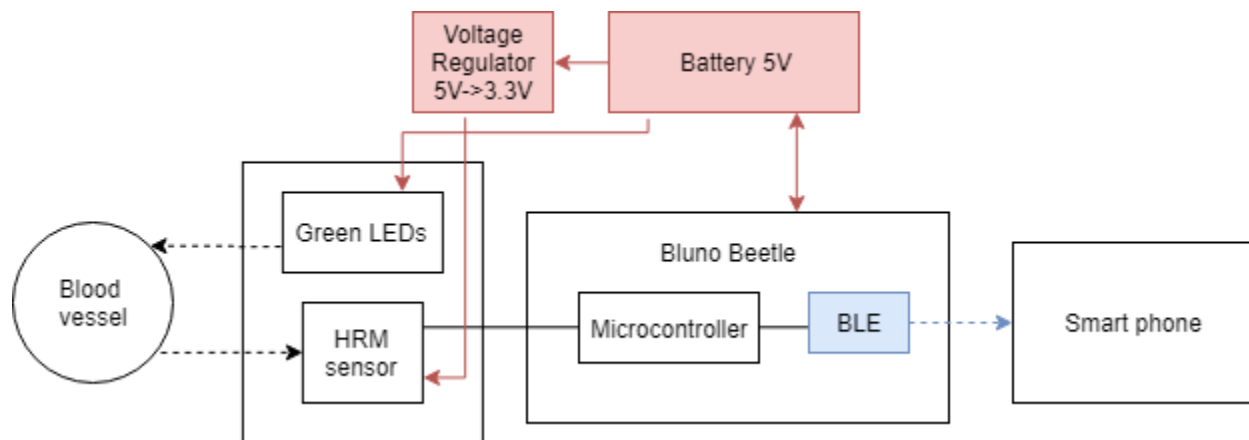 Voltage
Regulator
5V->3.3V
Battery 5V
Green LEDs
Bluno Beetle
Blood
vessel
HRM
sensor
Microcontroller
BLE
Smart phone